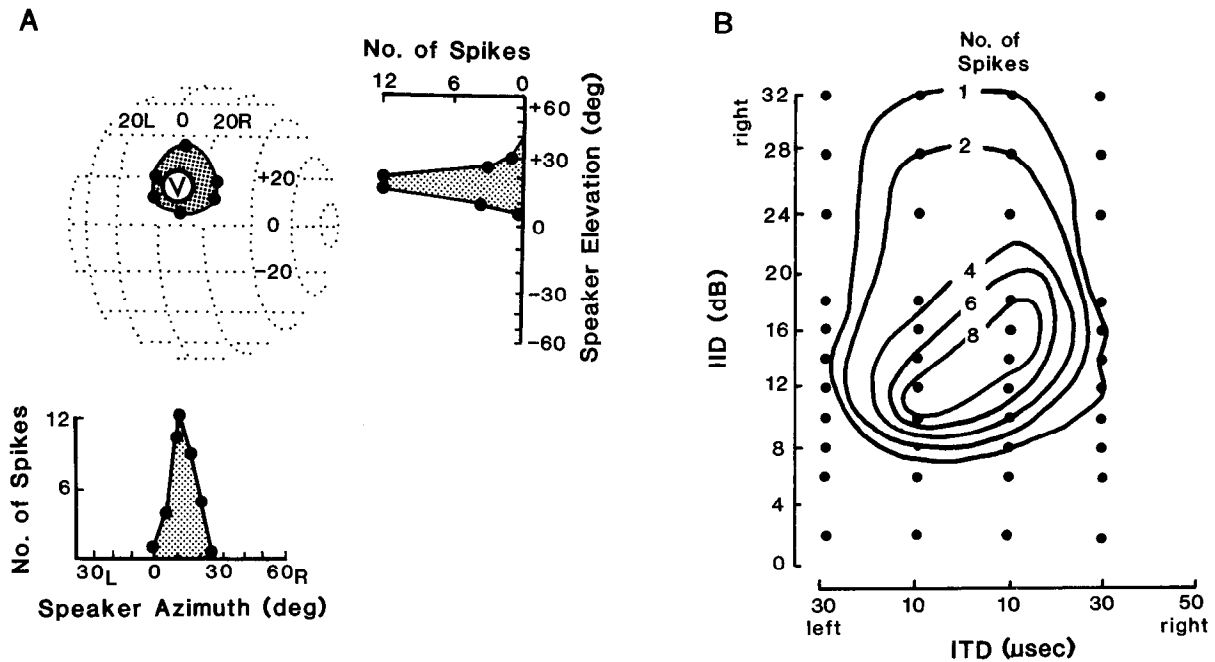 A
No. of Spikes
12 6 0
+60
+30
0
−30
−60
Speaker Elevation (deg)
20L 0 20R
+20
0
−20
V
No. of Spikes
12
6
30L 0 30 60R
Speaker Azimuth (deg)
B
No. of
Spikes
right
IID (dB)
32
28
24
20
16
12
8
4
0
1
2
4
6
8
30 10 10 30 50
left right
ITD (μsec)